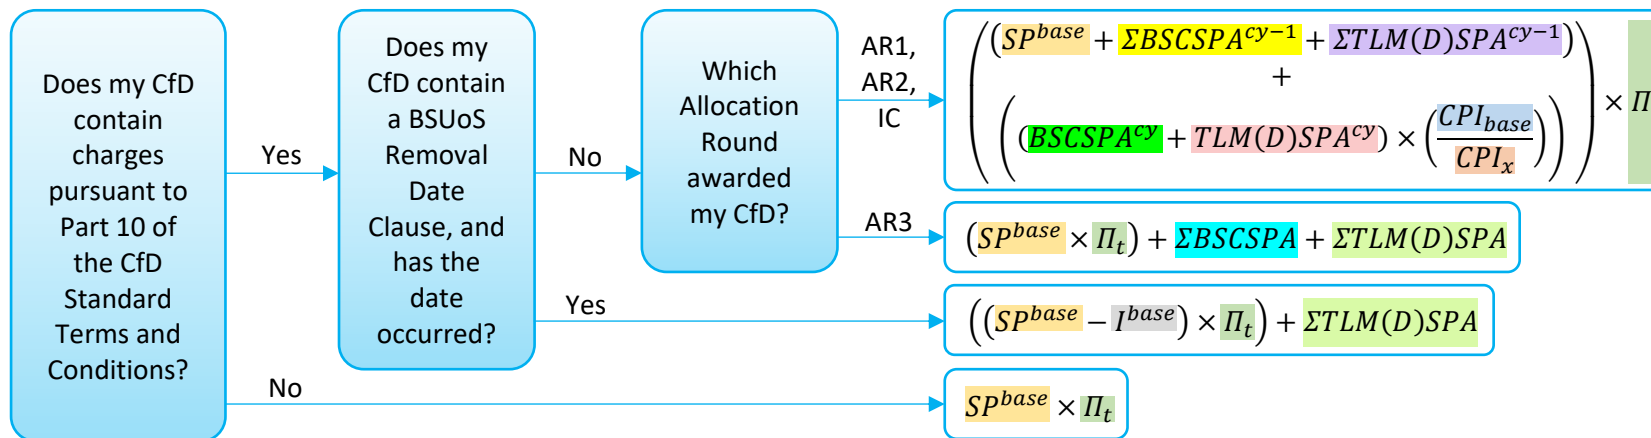 Does my CfD
contain
charges
pursuant to
Part 10 of
the CfD
Standard
Terms and
Conditions?
Yes
No
Does my
CfD contain
a BSUoS
Removal
Date
Clause, and
has the
date
occurred?
No
Yes
Which
Allocation
Round
awarded
my CfD?
AR1,
AR2,
IC
AR3
(((SP^base + ΣBSCSPA^cy−1 + ΣTLM(D)SPA^cy−1)
+
(((BSCSPA^cy + TLM(D)SPA^cy) × (CPI_base / CPI_x)))) × Π
(SP^base × Π_t) + ΣBSCSPA + ΣTLM(D)SPA
((SP^base − I^base) × Π_t) + ΣTLM(D)SPA
SP^base × Π_t